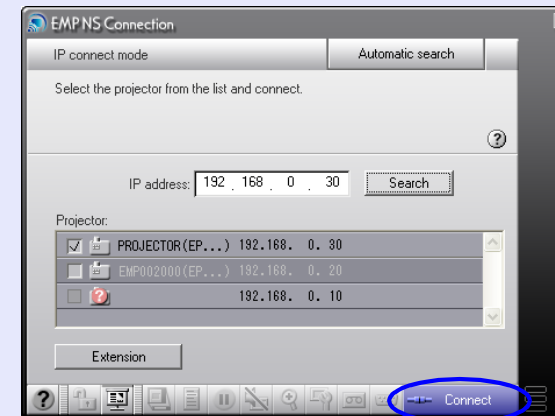 EMP NS Connection
IP connect mode
Automatic search
Select the projector from the list and connect.
?
IP address: 192 . 168 . 0 . 30
Search
Projector:
PROJECTOR(EP...) 192.168. 0. 30
EMP002000(EP...) 192.168. 0. 20
? 192.168. 0. 10
Extension
? Connect